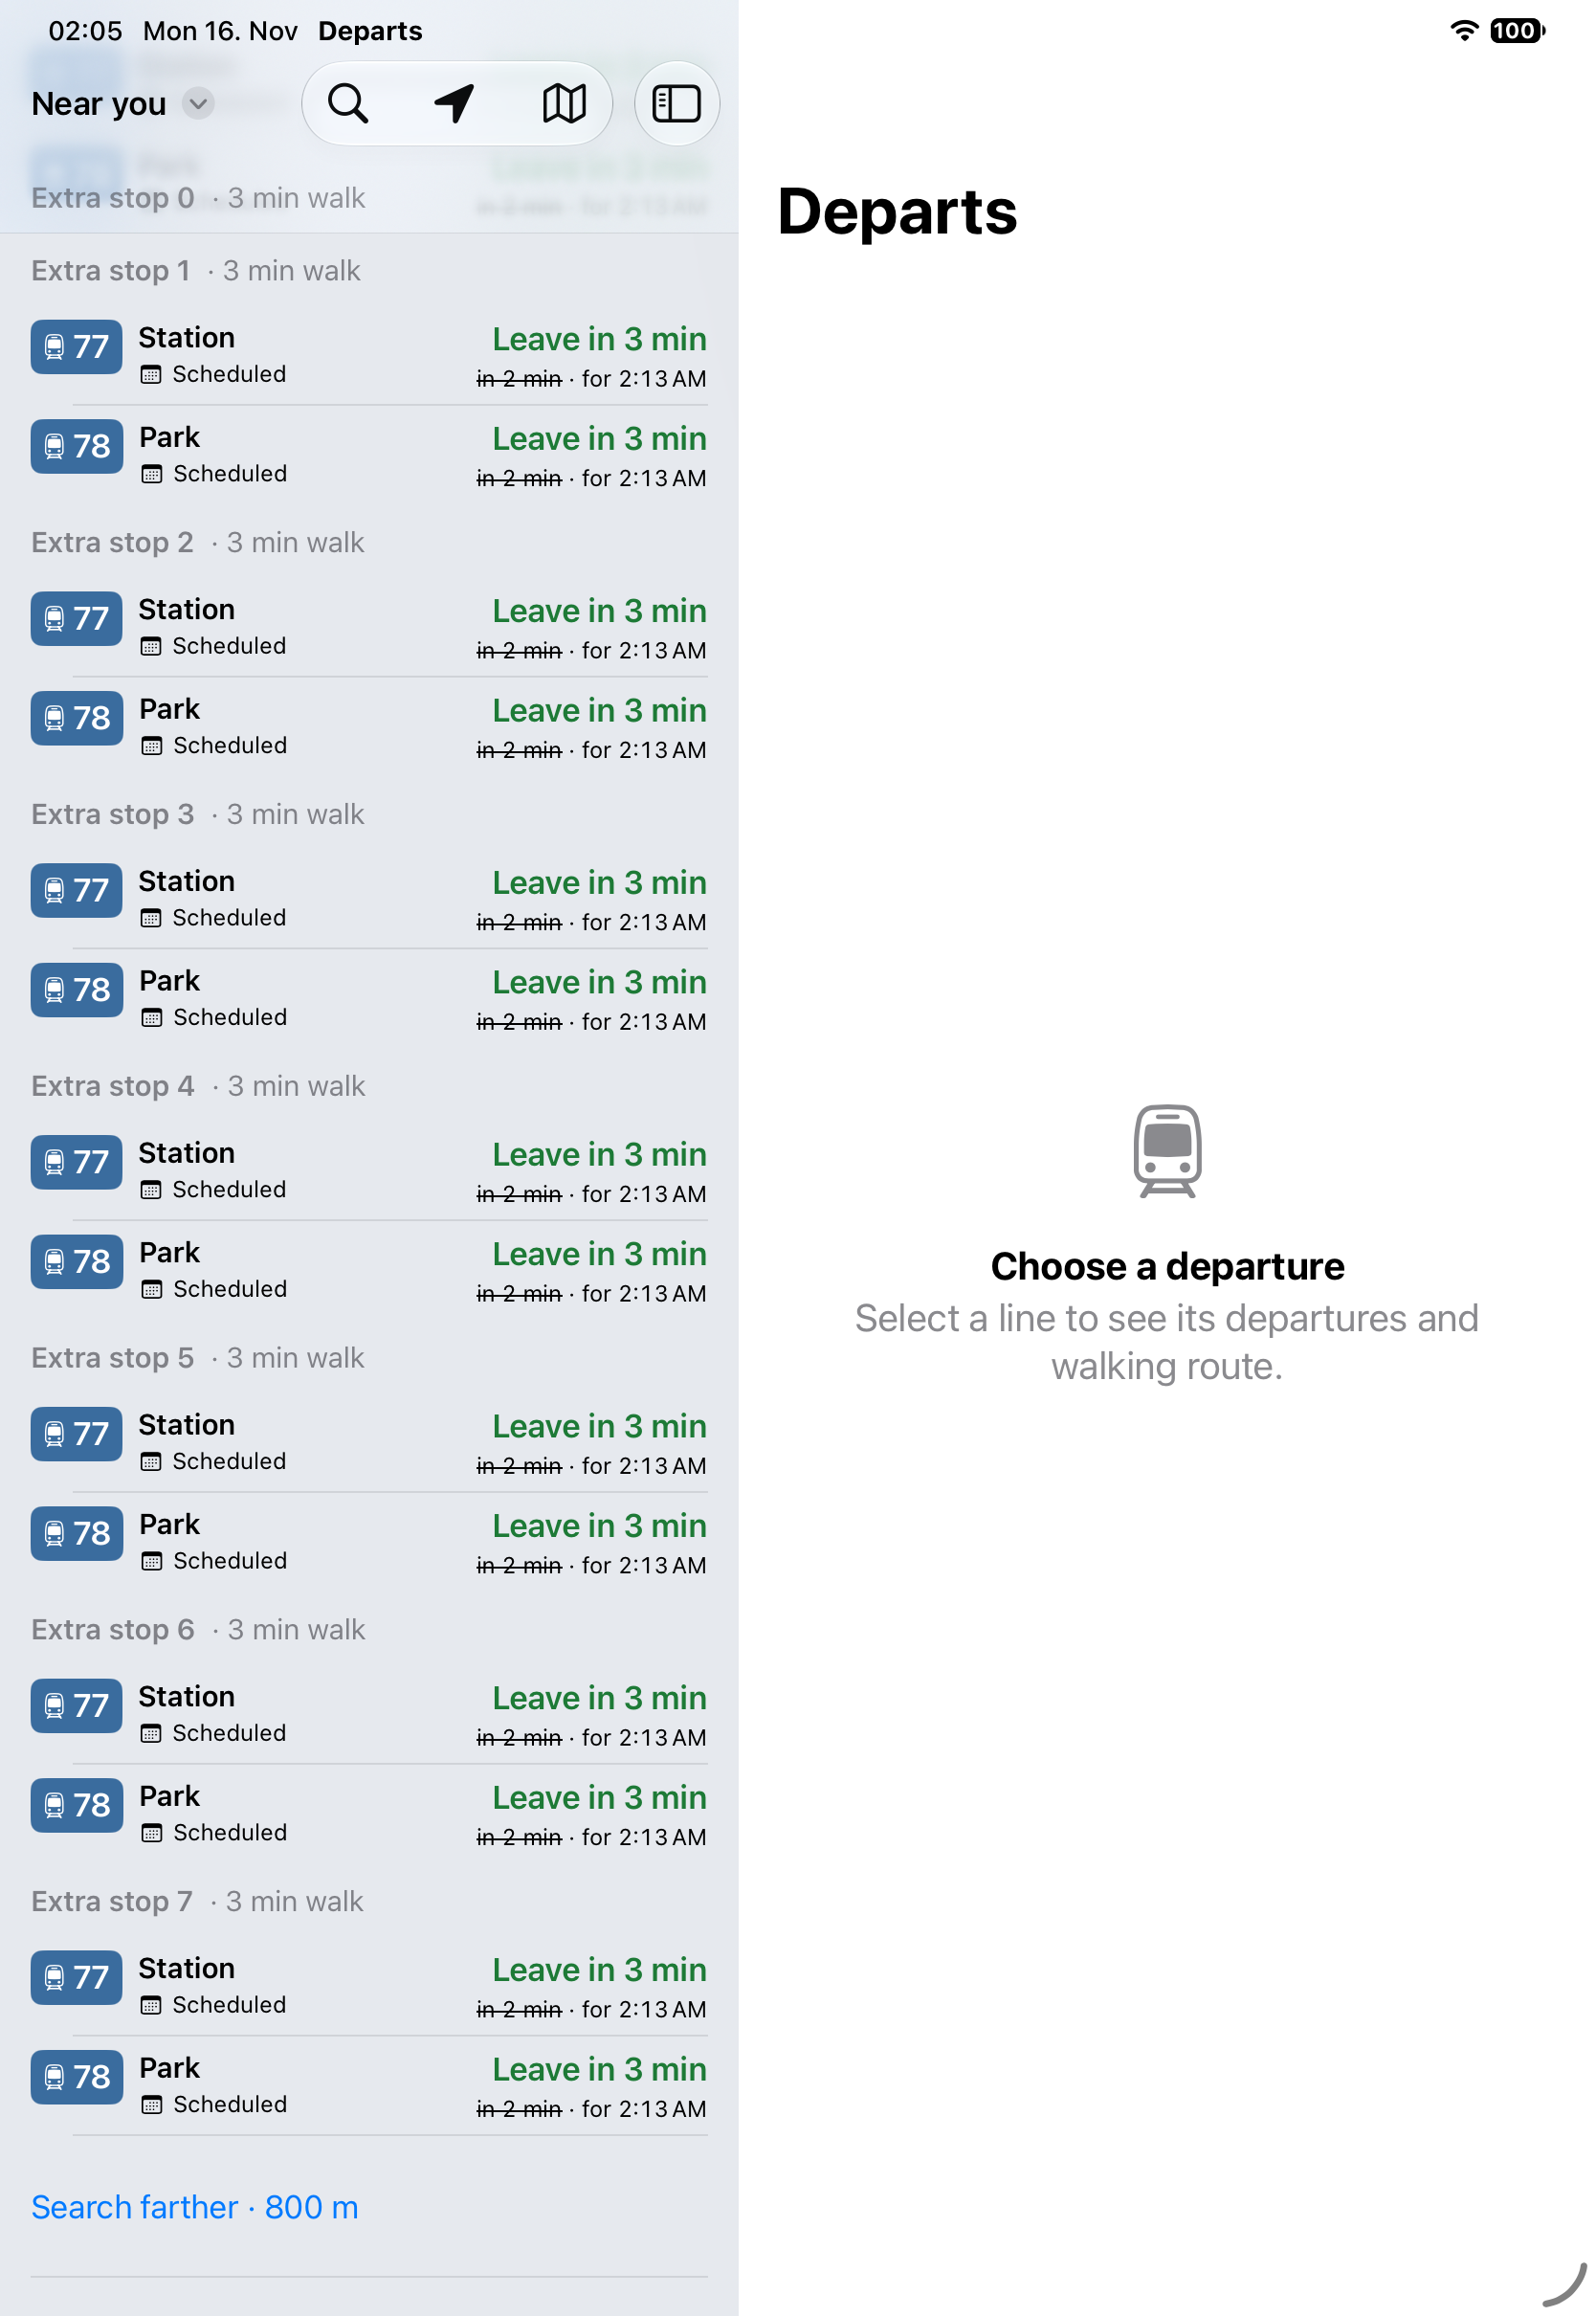 02:05 Mon 16. Nov Departs
100
Near you
Extra stop 0 · 3 min walk
Extra stop 1 · 3 min walk
77 Station Leave in 3 min
Scheduled in 2 min · for 2:13 AM
78 Park Leave in 3 min
Scheduled in 2 min · for 2:13 AM
Extra stop 2 · 3 min walk
77 Station Leave in 3 min
Scheduled in 2 min · for 2:13 AM
78 Park Leave in 3 min
Scheduled in 2 min · for 2:13 AM
Extra stop 3 · 3 min walk
77 Station Leave in 3 min
Scheduled in 2 min · for 2:13 AM
78 Park Leave in 3 min
Scheduled in 2 min · for 2:13 AM
Extra stop 4 · 3 min walk
77 Station Leave in 3 min
Scheduled in 2 min · for 2:13 AM
78 Park Leave in 3 min
Scheduled in 2 min · for 2:13 AM
Extra stop 5 · 3 min walk
77 Station Leave in 3 min
Scheduled in 2 min · for 2:13 AM
78 Park Leave in 3 min
Scheduled in 2 min · for 2:13 AM
Extra stop 6 · 3 min walk
77 Station Leave in 3 min
Scheduled in 2 min · for 2:13 AM
78 Park Leave in 3 min
Scheduled in 2 min · for 2:13 AM
Extra stop 7 · 3 min walk
77 Station Leave in 3 min
Scheduled in 2 min · for 2:13 AM
78 Park Leave in 3 min
Scheduled in 2 min · for 2:13 AM
Search farther · 800 m
Departs
Choose a departure
Select a line to see its departures and
walking route.